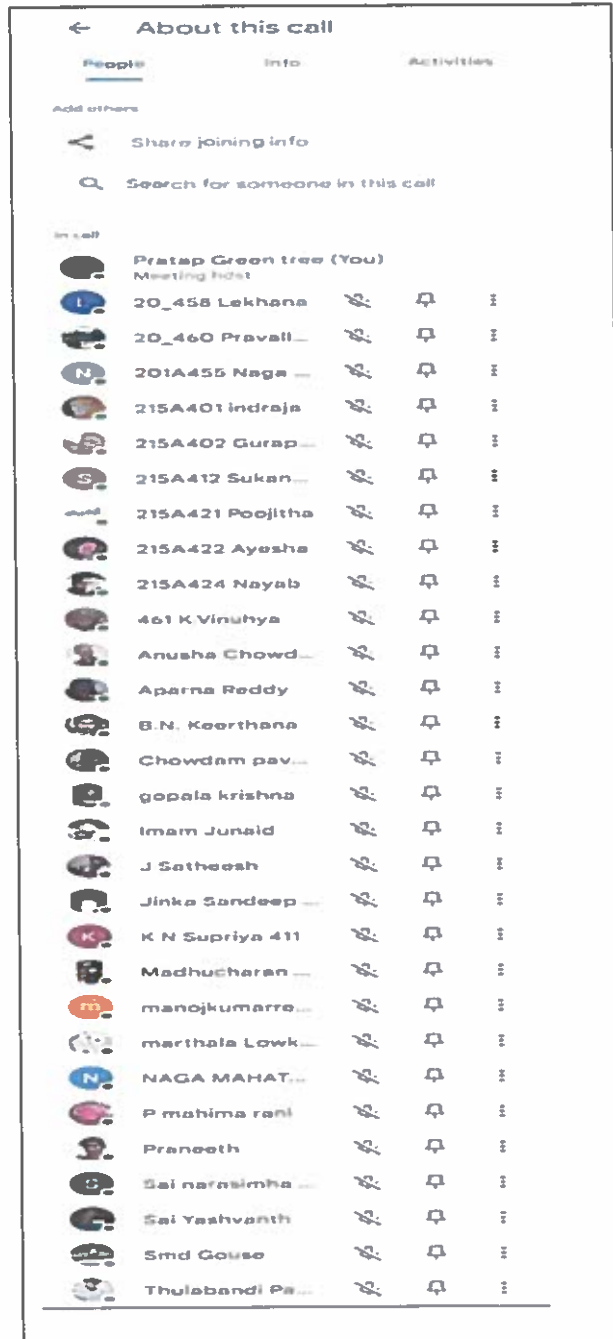 About this call
People Info Activities
Add others
Share joining info
Search for someone in this call
In call
Pratap Green tree (You)
Meeting host
L 20_458 Lekhana
20_460 Pravall...
N 201A455 Naga ...
215A401 indraja
215A402 Gurap...
S 215A412 Sukan...
215A421 Poojitha
215A422 Ayesha
215A424 Nayab
461 K.Vinuhya
Anusha Chowd...
Aparna Reddy
B.N. Keerthana
Chowdam pav...
gopala krishna
Imam Junaid
J Satheesh
Jinka Sandeep ...
K K N Supriya 411
Madhucharan ...
m manojkumarre...
marthala Lowk...
N NAGA MAHAT...
P mahima rani
Praneeth
S Sai narasimha ...
Sai Yashvanth
Smd Gouse
Thulabandi Pa...